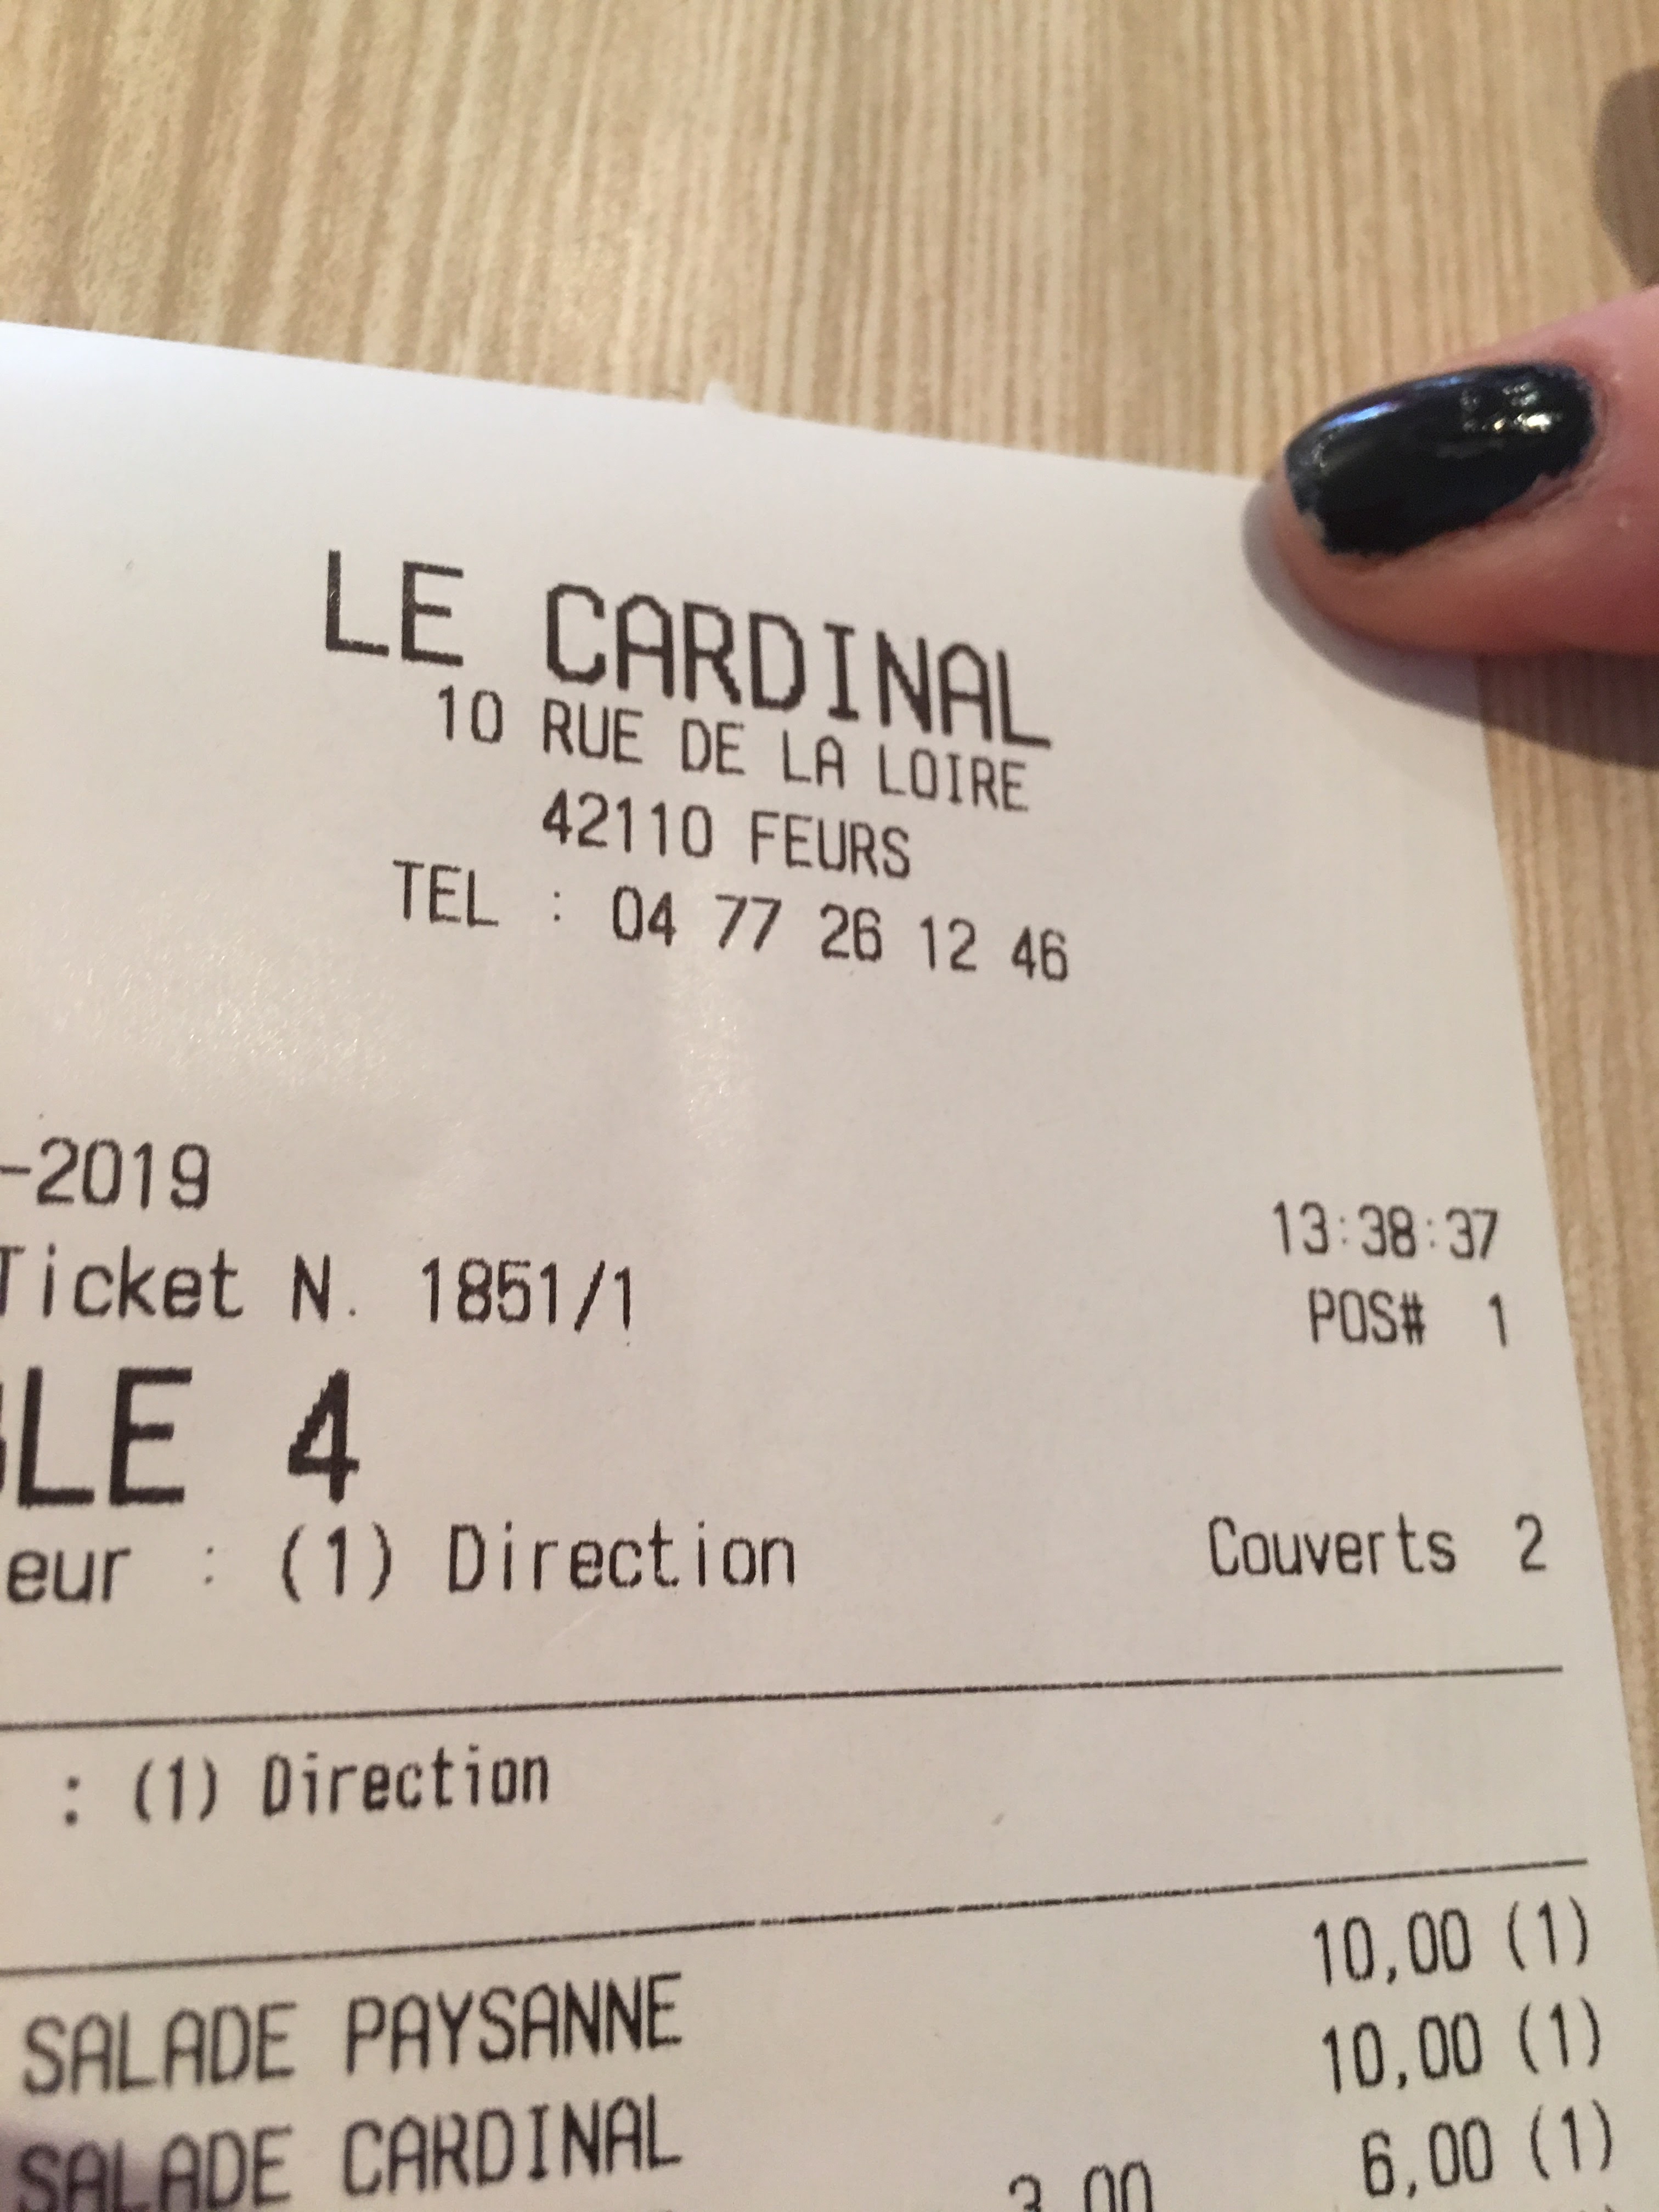 LE CARDINAL
10 RUE DE LA LOIRE
42110 FEURS
TEL : 04 77 26 12 46
-2019 13:38:37
Ticket N. 1851/1 POS# 1
LE 4
eur : (1) Direction Couverts 2
: (1) Direction
SALADE PAYSANNE 10,00 (1)
SALADE CARDINAL 10,00 (1)
3,00 6,00 (1)